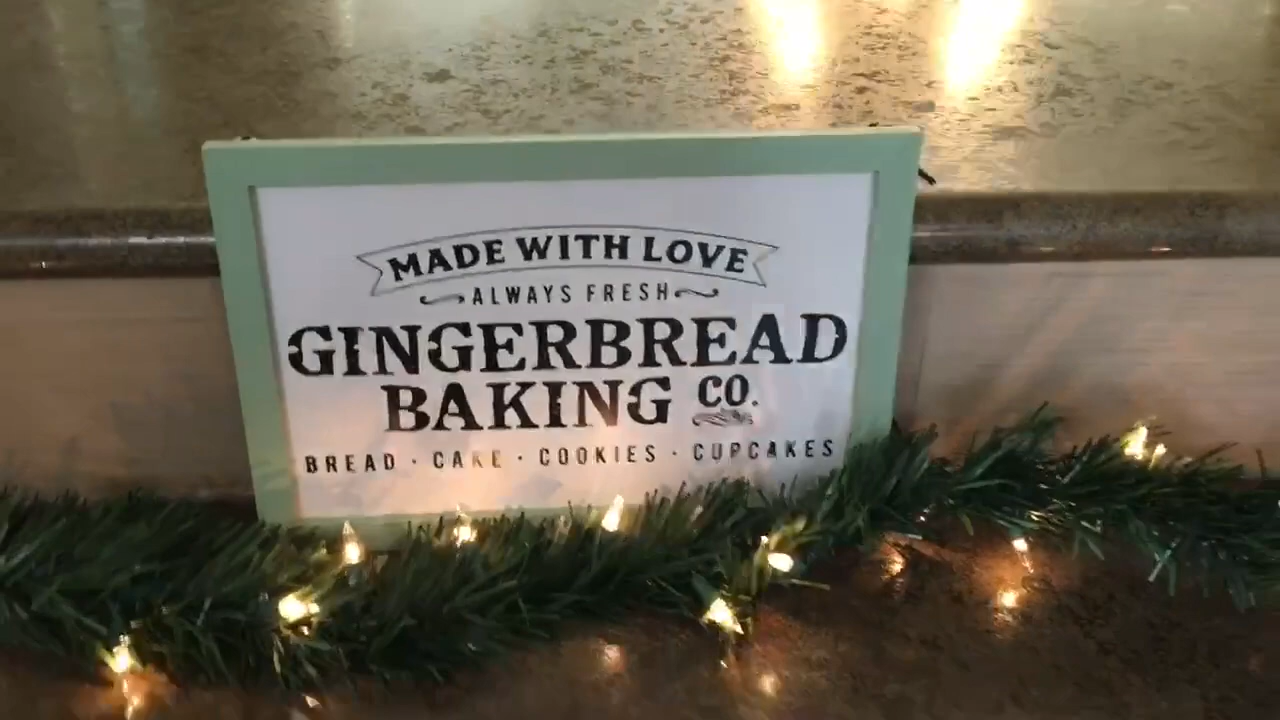 MADE WITH LOVE
ALWAYS FRESH
GINGERBREAD
BAKING CO.
BREAD · CAKE · COOKIES · CUPCAKES